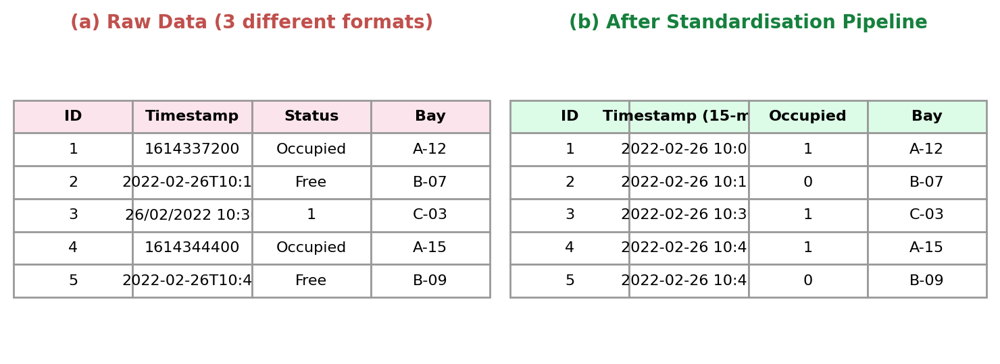 (a) Raw Data (3 different formats)
ID Timestamp Status Bay
1 1614337200 Occupied A-12
2 2022-02-26T10:1 Free B-07
3 26/02/2022 10:3 1 C-03
4 1614344400 Occupied A-15
5 2022-02-26T10:4 Free B-09
(b) After Standardisation Pipeline
ID Timestamp (15-m Occupied Bay
1 2022-02-26 10:0 1 A-12
2 2022-02-26 10:1 0 B-07
3 2022-02-26 10:3 1 C-03
4 2022-02-26 10:4 1 A-15
5 2022-02-26 10:4 0 B-09